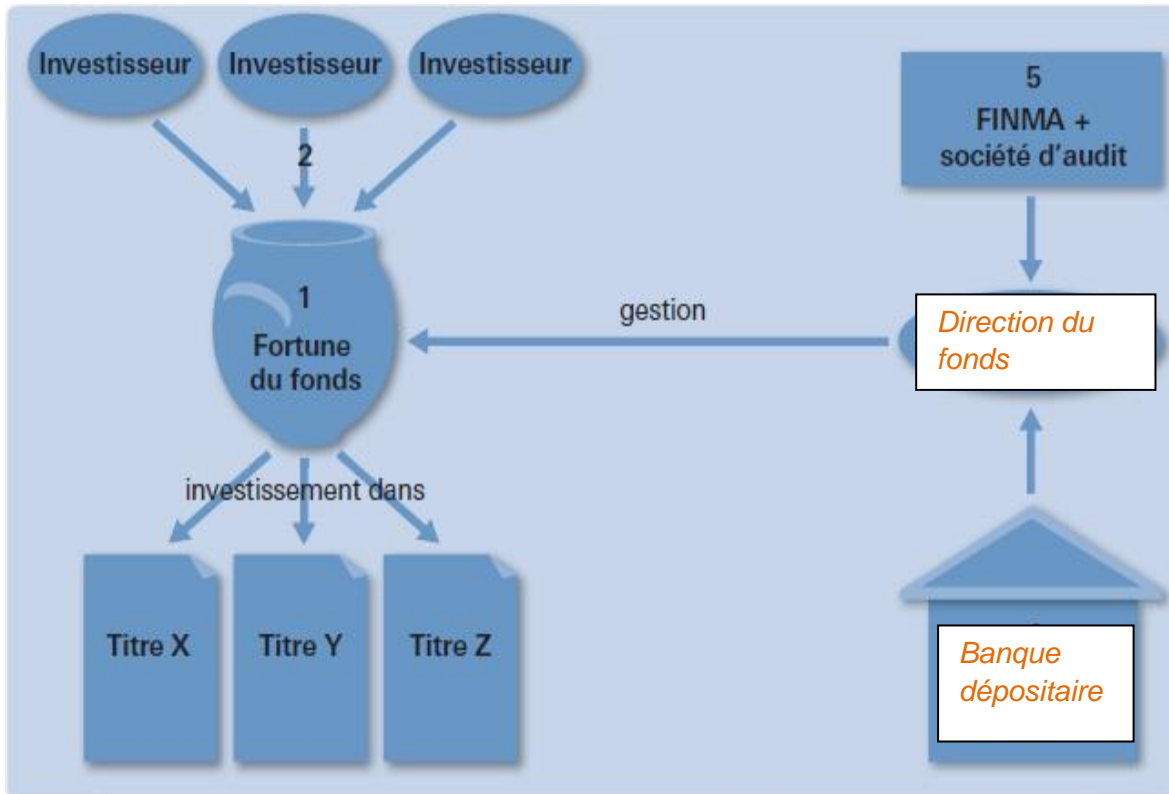 Investisseur
Investisseur
Investisseur
2
5
FINMA +
société d'audit
1
Fortune
du fonds
gestion
Direction du
fonds
investissement dans
Titre X
Titre Y
Titre Z
Banque
dépositaire